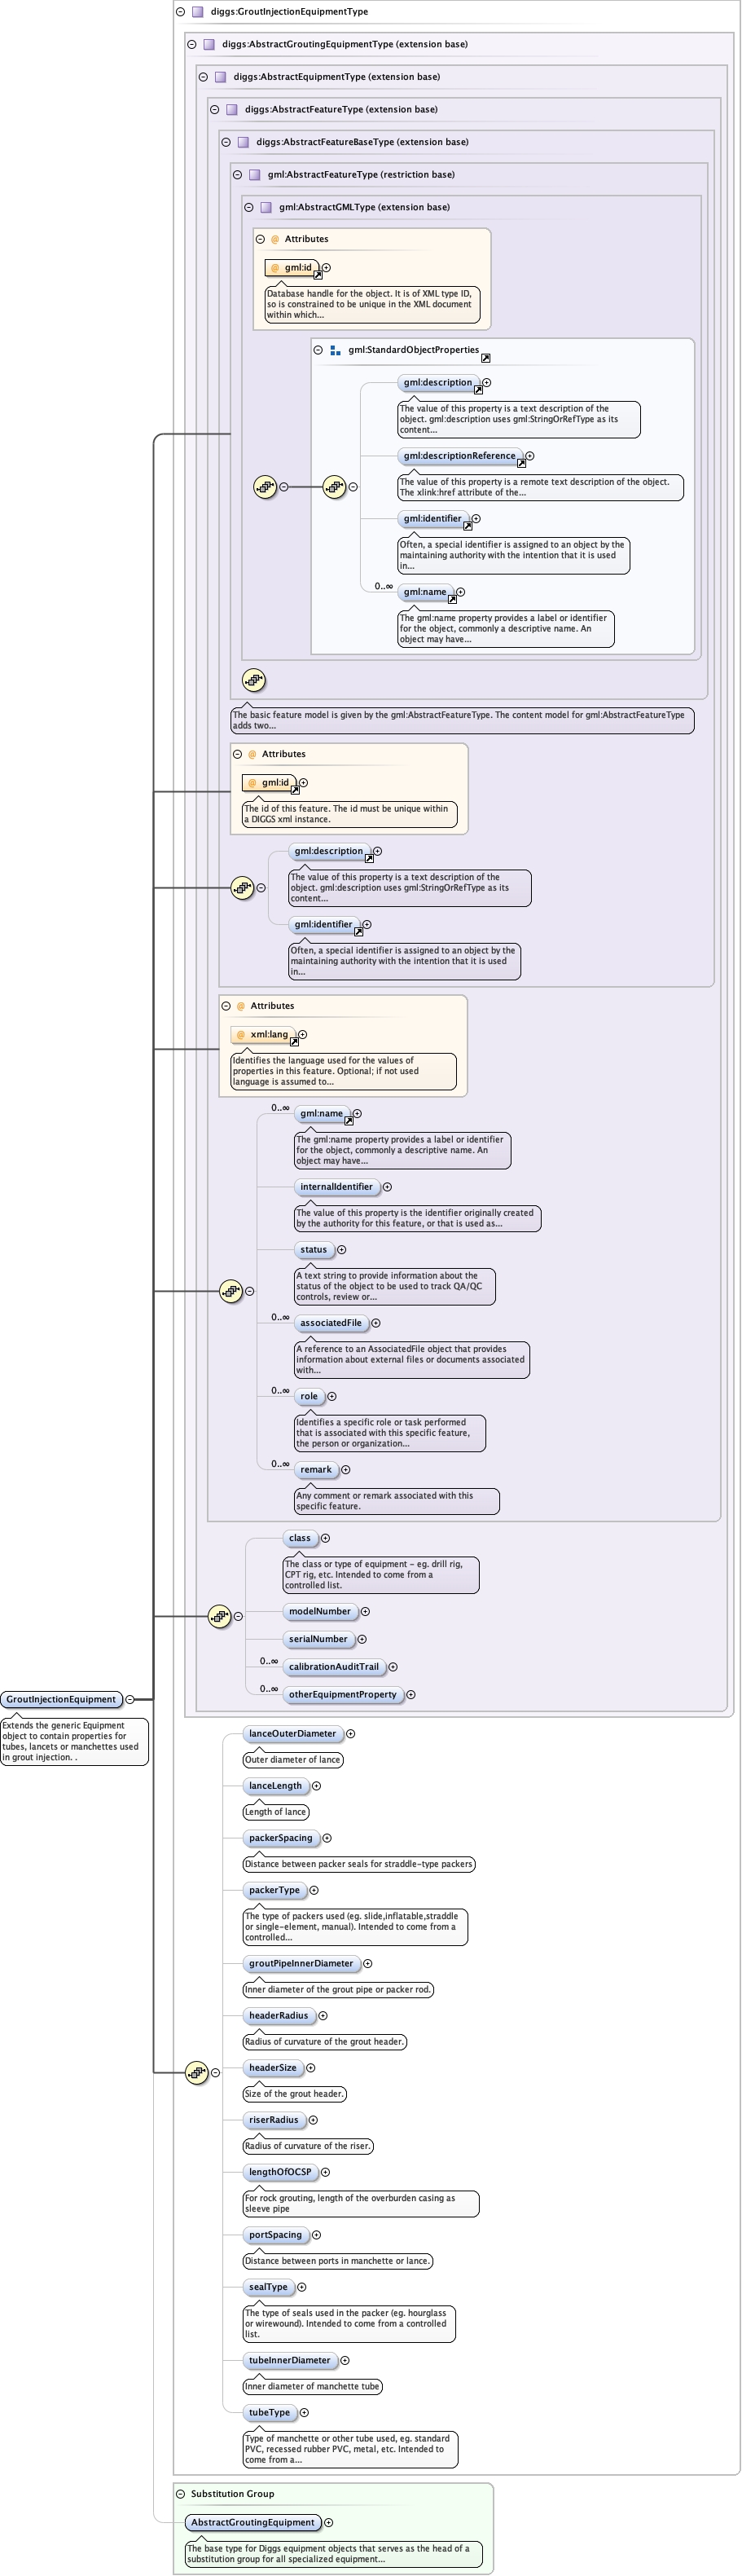 diggs:GroutInjectionEquipmentType
diggs:AbstractGroutingEquipmentType (extension base)
diggs:AbstractEquipmentType (extension base)
diggs:AbstractFeatureType (extension base)
diggs:AbstractFeatureBaseType (extension base)
gml:AbstractFeatureType (restriction base)
gml:AbstractGMLType (extension base)
@ Attributes
@ gml:id
Database handle for the object. It is of XML type ID,
so is constrained to be unique in the XML document
within which...
gml:StandardObjectProperties
gml:description
The value of this property is a text description of the
object. gml:description uses gml:StringOrRefType as its
content...
gml:descriptionReference
The value of this property is a remote text description of the object.
The xlink:href attribute of the...
gml:identifier
Often, a special identifier is assigned to an object by the
maintaining authority with the intention that it is used
in...
0..∞
gml:name
The gml:name property provides a label or identifier
for the object, commonly a descriptive name. An
object may have...
The basic feature model is given by the gml:AbstractFeatureType. The content model for gml:AbstractFeatureType
adds two...
@ Attributes
@ gml:id
The id of this feature. The id must be unique within
a DIGGS xml instance.
gml:description
The value of this property is a text description of the
object. gml:description uses gml:StringOrRefType as its
content...
gml:identifier
Often, a special identifier is assigned to an object by the
maintaining authority with the intention that it is used
in...
@ Attributes
@ xml:lang
Identifies the language used for the values of
properties in this feature. Optional; if not used
language is assumed to...
0..∞
gml:name
The gml:name property provides a label or identifier
for the object, commonly a descriptive name. An
object may have...
internalIdentifier
The value of this property is the identifier originally created
by the authority for this feature, or that is used as...
status
A text string to provide information about the
status of the object to be used to track QA/QC
controls, review or...
0..∞
associatedFile
A reference to an AssociatedFile object that provides
information about external files or documents associated
with...
0..∞
role
Identifies a specific role or task performed
that is associated with this specific feature,
the person or organization...
0..∞
remark
Any comment or remark associated with this
specific feature.
class
The class or type of equipment - eg. drill rig,
CPT rig, etc. Intended to come from a
controlled list.
modelNumber
serialNumber
0..∞
calibrationAuditTrail
0..∞
otherEquipmentProperty
GroutInjectionEquipment
Extends the generic Equipment
object to contain properties for
tubes, lancets or manchettes used
in grout injection. .
lanceOuterDiameter
Outer diameter of lance
lanceLength
Length of lance
packerSpacing
Distance between packer seals for straddle-type packers
packerType
The type of packers used (eg. slide,inflatable,straddle
or single-element, manual). Intended to come from a
controlled...
groutPipeInnerDiameter
Inner diameter of the grout pipe or packer rod.
headerRadius
Radius of curvature of the grout header.
headerSize
Size of the grout header.
riserRadius
Radius of curvature of the riser.
lengthOfOCSP
For rock grouting, length of the overburden casing as
sleeve pipe
portSpacing
Distance between ports in manchette or lance.
sealType
The type of seals used in the packer (eg. hourglass
or wirewound). Intended to come from a controlled
list.
tubeInnerDiameter
Inner diameter of manchette tube
tubeType
Type of manchette or other tube used, eg. standard
PVC, recessed rubber PVC, metal, etc. Intended to
come from a...
Substitution Group
AbstractGroutingEquipment
The base type for Diggs equipment objects that serves as the head of a
substitution group for all specialized equipment...